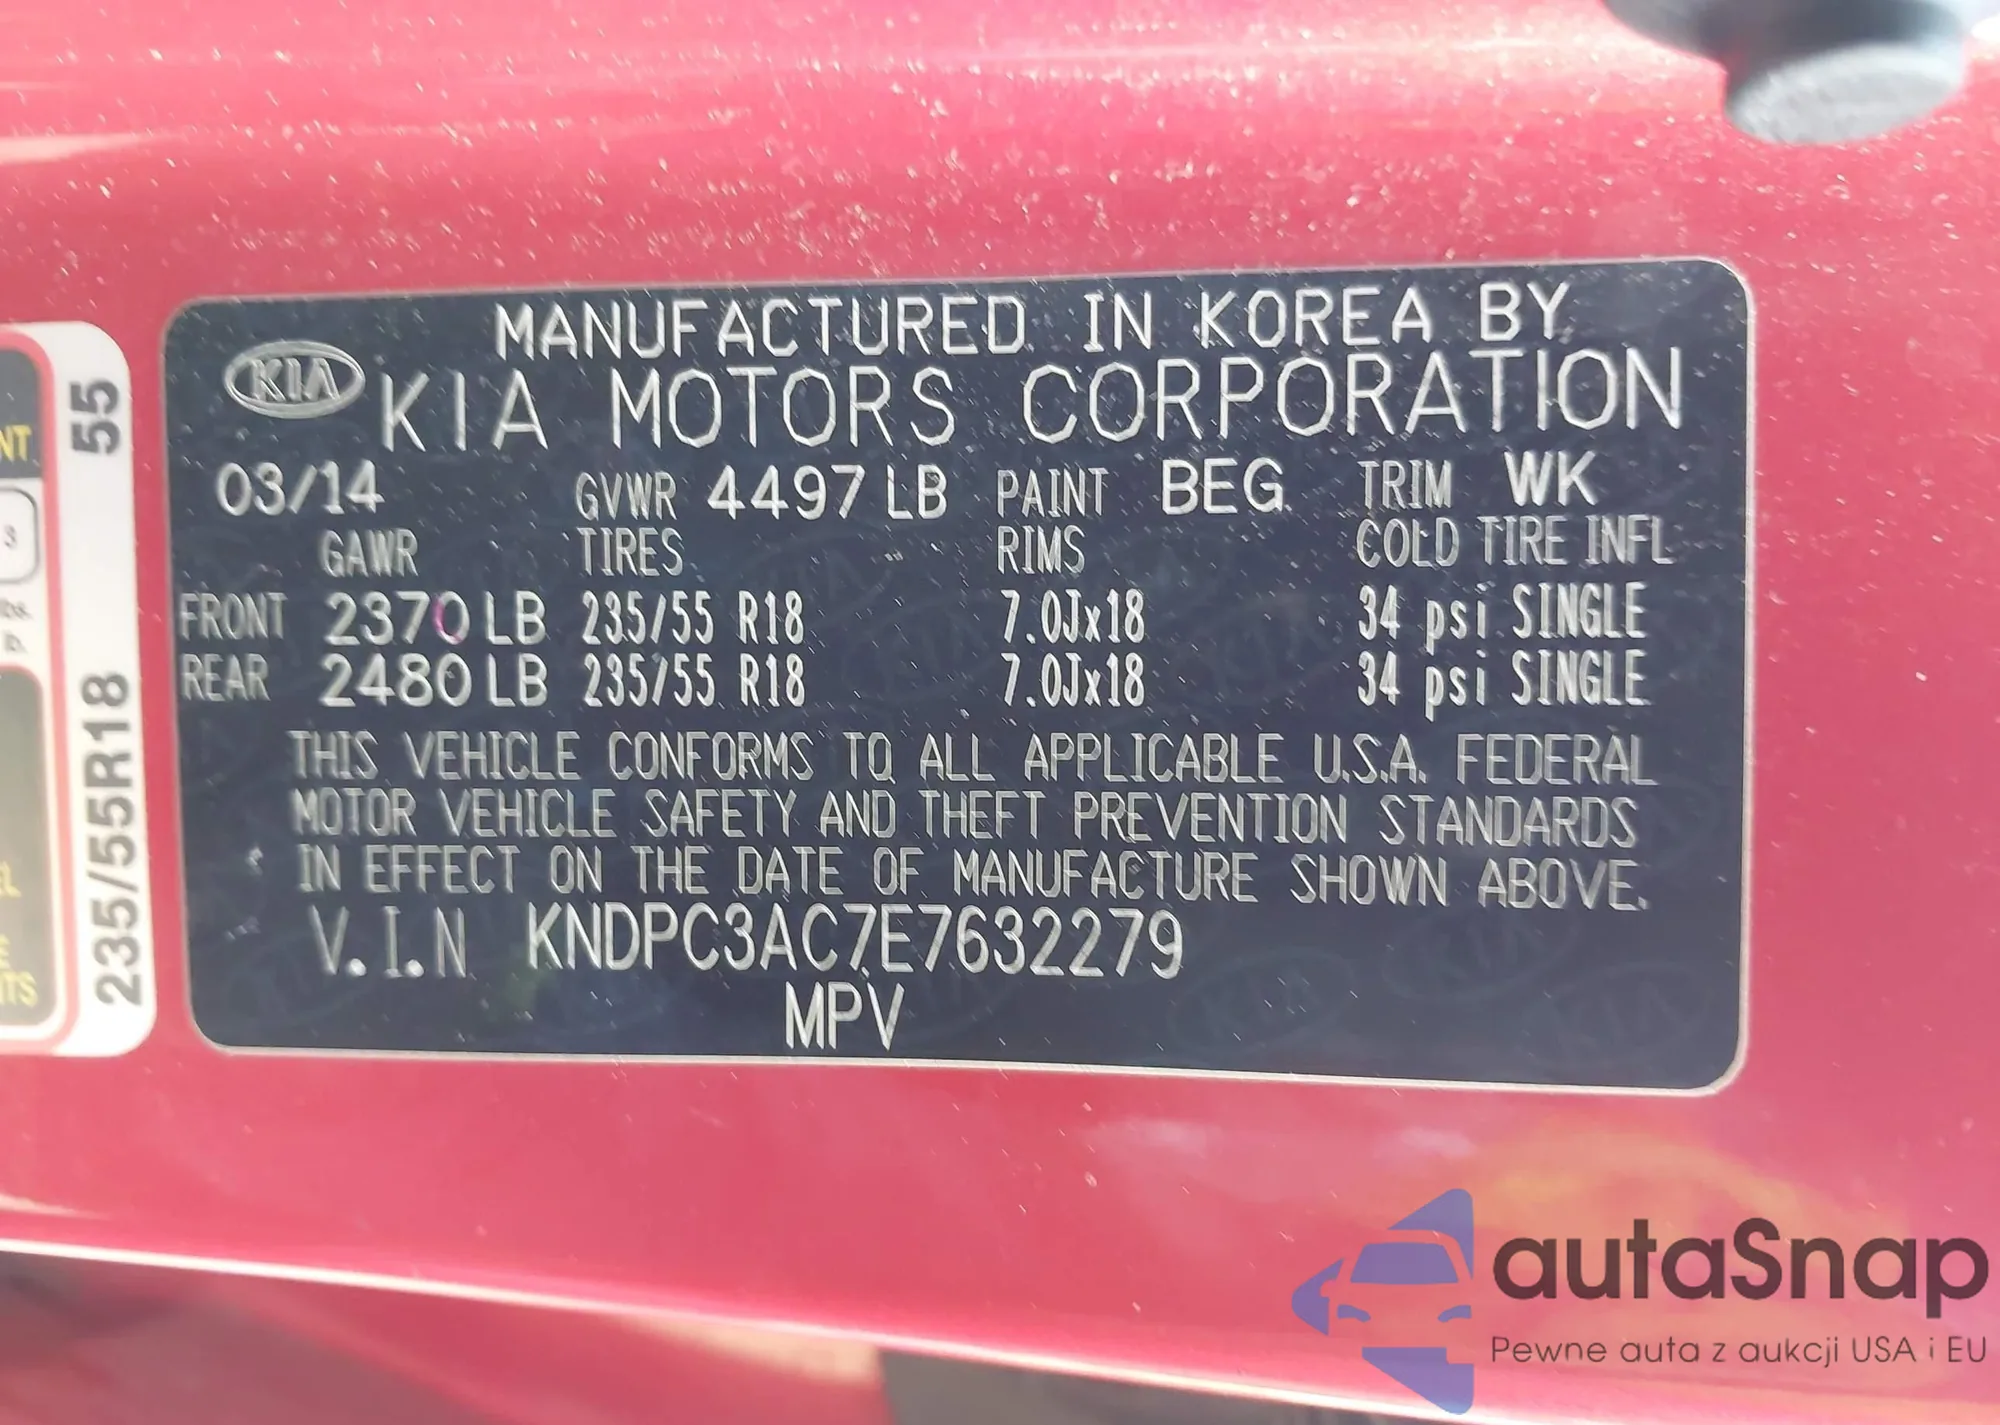 MANUFACTURED IN KOREA BY
KIA KIA MOTORS CORPORATION
03/14 GVWR 4497 LB PAINT BEG TRIM WK
GAWR TIRES RIMS COLD TIRE INFL
FRONT 2370 LB 235/55 R18 7.0Jx18 34 psi SINGLE
REAR 2480 LB 235/55 R18 7.0Jx18 34 psi SINGLE
THIS VEHICLE CONFORMS TO ALL APPLICABLE U.S.A. FEDERAL
MOTOR VEHICLE SAFETY AND THEFT PREVENTION STANDARDS
IN EFFECT ON THE DATE OF MANUFACTURE SHOWN ABOVE.
V.I.N KNDPC3AC7E7632279
MPV
235/55R18 55
3
lb.
autaSnap
Pewne auta z aukcji USA i EU